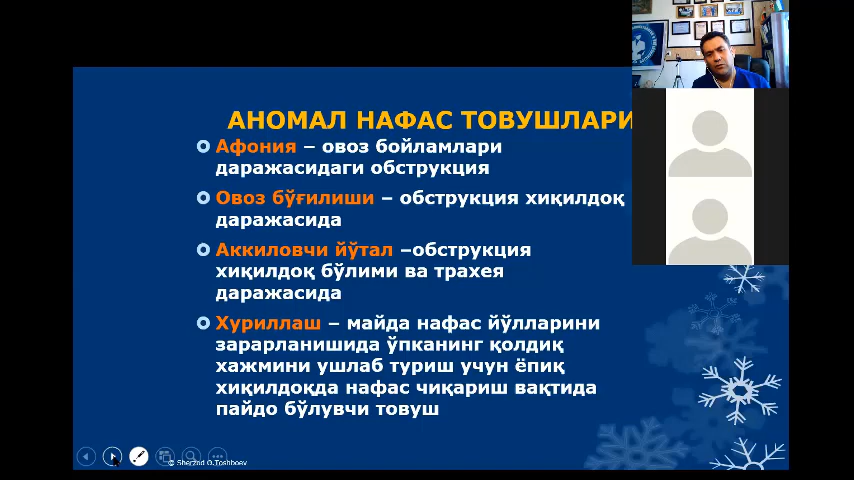 АНОМАЛ НАФАС ТОВУШЛАРИ
Афония – овоз бойламлари
даражасидаги обструкция
Овоз бўғилиши – обструкция хиқилдоқ
даражасида
Аккиловчи йўтал –обструкция
хиқилдоқ бўлими ва трахея
даражасида
Хуриллаш – майда нафас йўлларини
зарарланишида ўпканинг қолдиқ
хажмини ушлаб туриш учун ёпиқ
хиқилдоқда нафас чиқариш вақтида
пайдо бўлувчи товуш
© Sherzod O.Toshboev